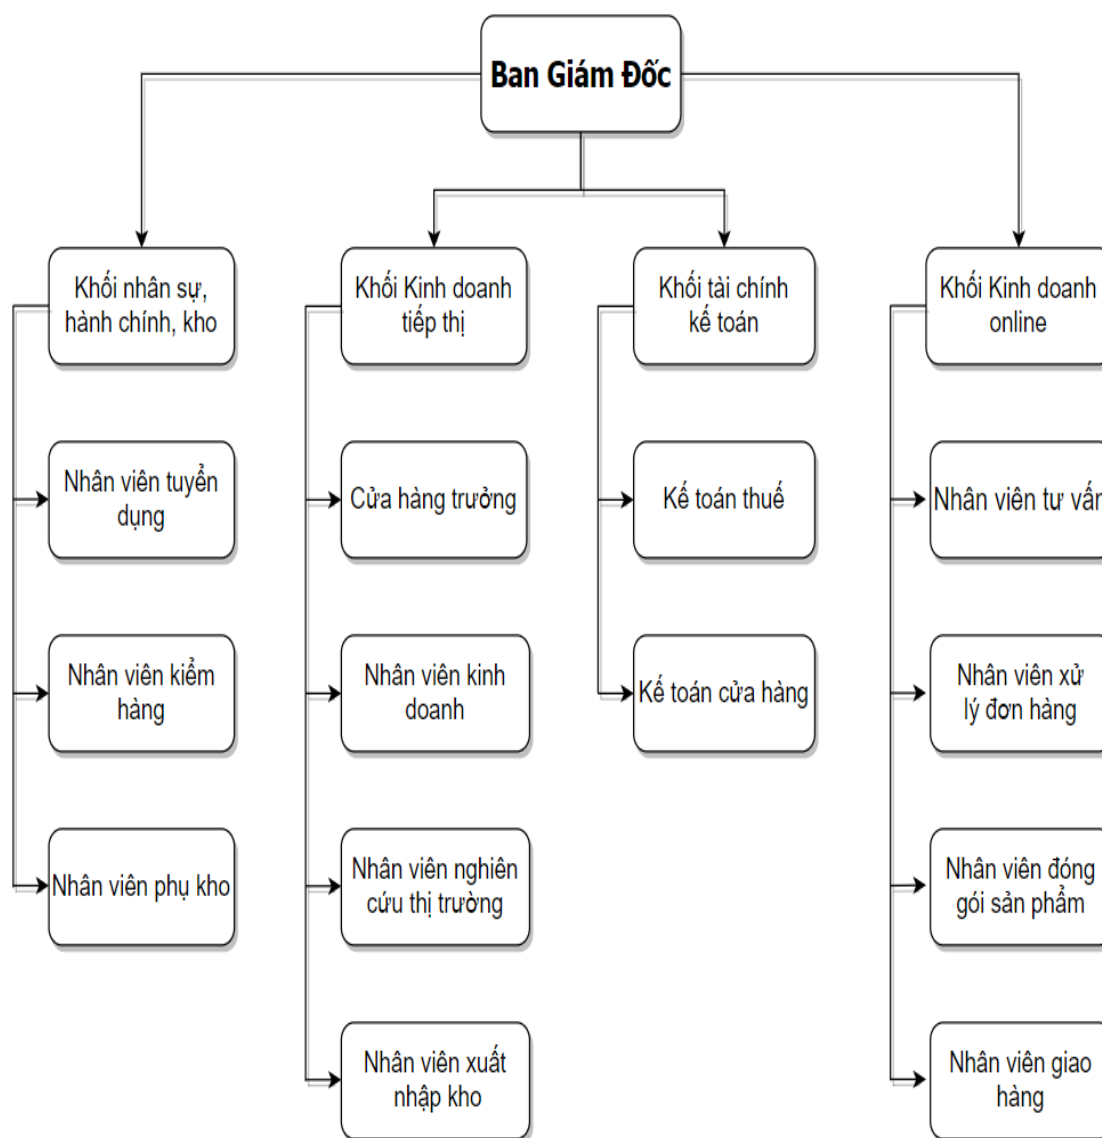 Ban Giám Đốc
Khối nhân sự,
hành chính, kho
Khối Kinh doanh
tiếp thị
Khối tài chính
kế toán
Khối Kinh doanh
online
Nhân viên tuyển
dụng
Cửa hàng trưởng
Kế toán thuế
Nhân viên tư vấn
Nhân viên kiểm
hàng
Nhân viên kinh
doanh
Kế toán cửa hàng
Nhân viên xử
lý đơn hàng
Nhân viên phụ kho
Nhân viên nghiên
cứu thị trường
Nhân viên đóng
gói sản phẩm
Nhân viên xuất
nhập kho
Nhân viên giao
hàng